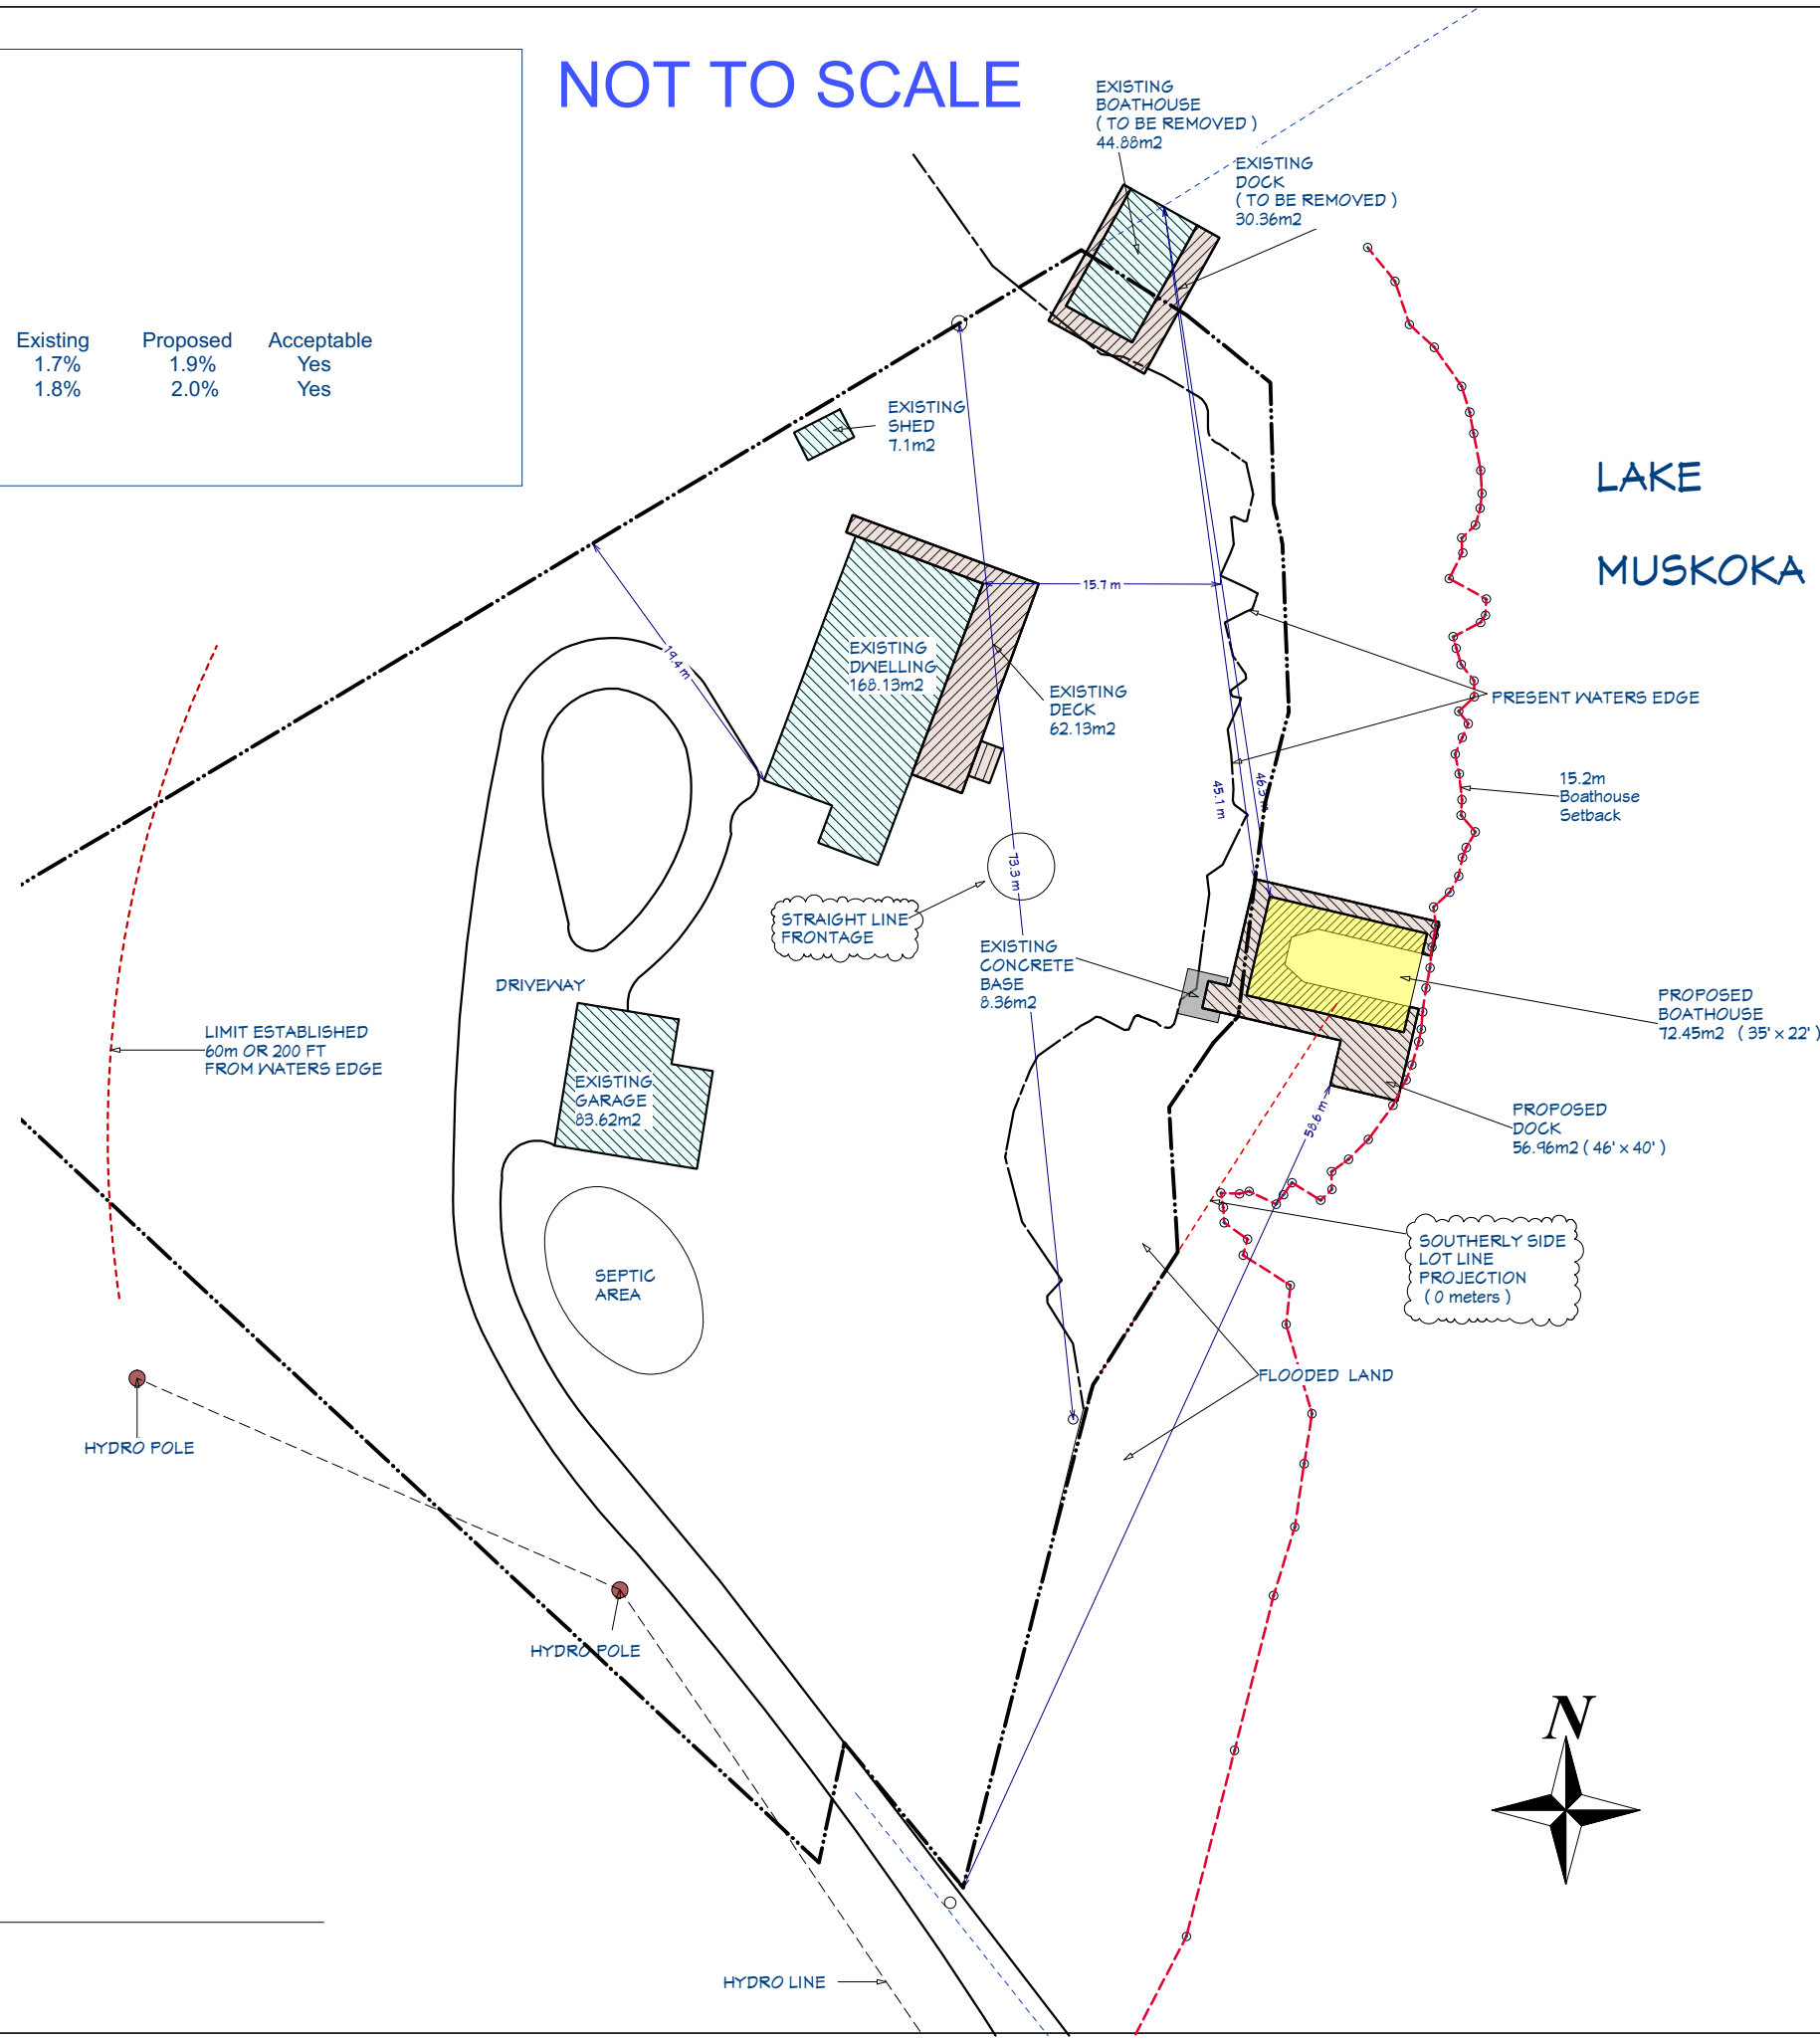 NOT TO SCALE
EXISTING
BOATHOUSE
( TO BE REMOVED )
44.88m2
EXISTING
DOCK
( TO BE REMOVED )
30.36m2
Existing Proposed Acceptable
1.7% 1.9% Yes
1.8% 2.0% Yes
EXISTING
SHED
7.1m2
LAKE
MUSKOKA
15.7 m
19.4 m
EXISTING
DWELLING
168.13m2
EXISTING
DECK
62.13m2
PRESENT WATERS EDGE
45.1 m
46.3 m
15.2m
Boathouse
Setback
73.3 m
STRAIGHT LINE
FRONTAGE
EXISTING
CONCRETE
BASE
8.36m2
DRIVEWAY
PROPOSED
BOATHOUSE
72.45m2 ( 35' x 22' )
LIMIT ESTABLISHED
60m OR 200 FT
FROM WATERS EDGE
EXISTING
GARAGE
83.62m2
58.6 m
PROPOSED
DOCK
56.96m2 ( 46' x 40' )
SOUTHERLY SIDE
LOT LINE
PROJECTION
( 0 meters )
SEPTIC
AREA
FLOODED LAND
HYDRO POLE
HYDRO POLE
N
HYDRO LINE